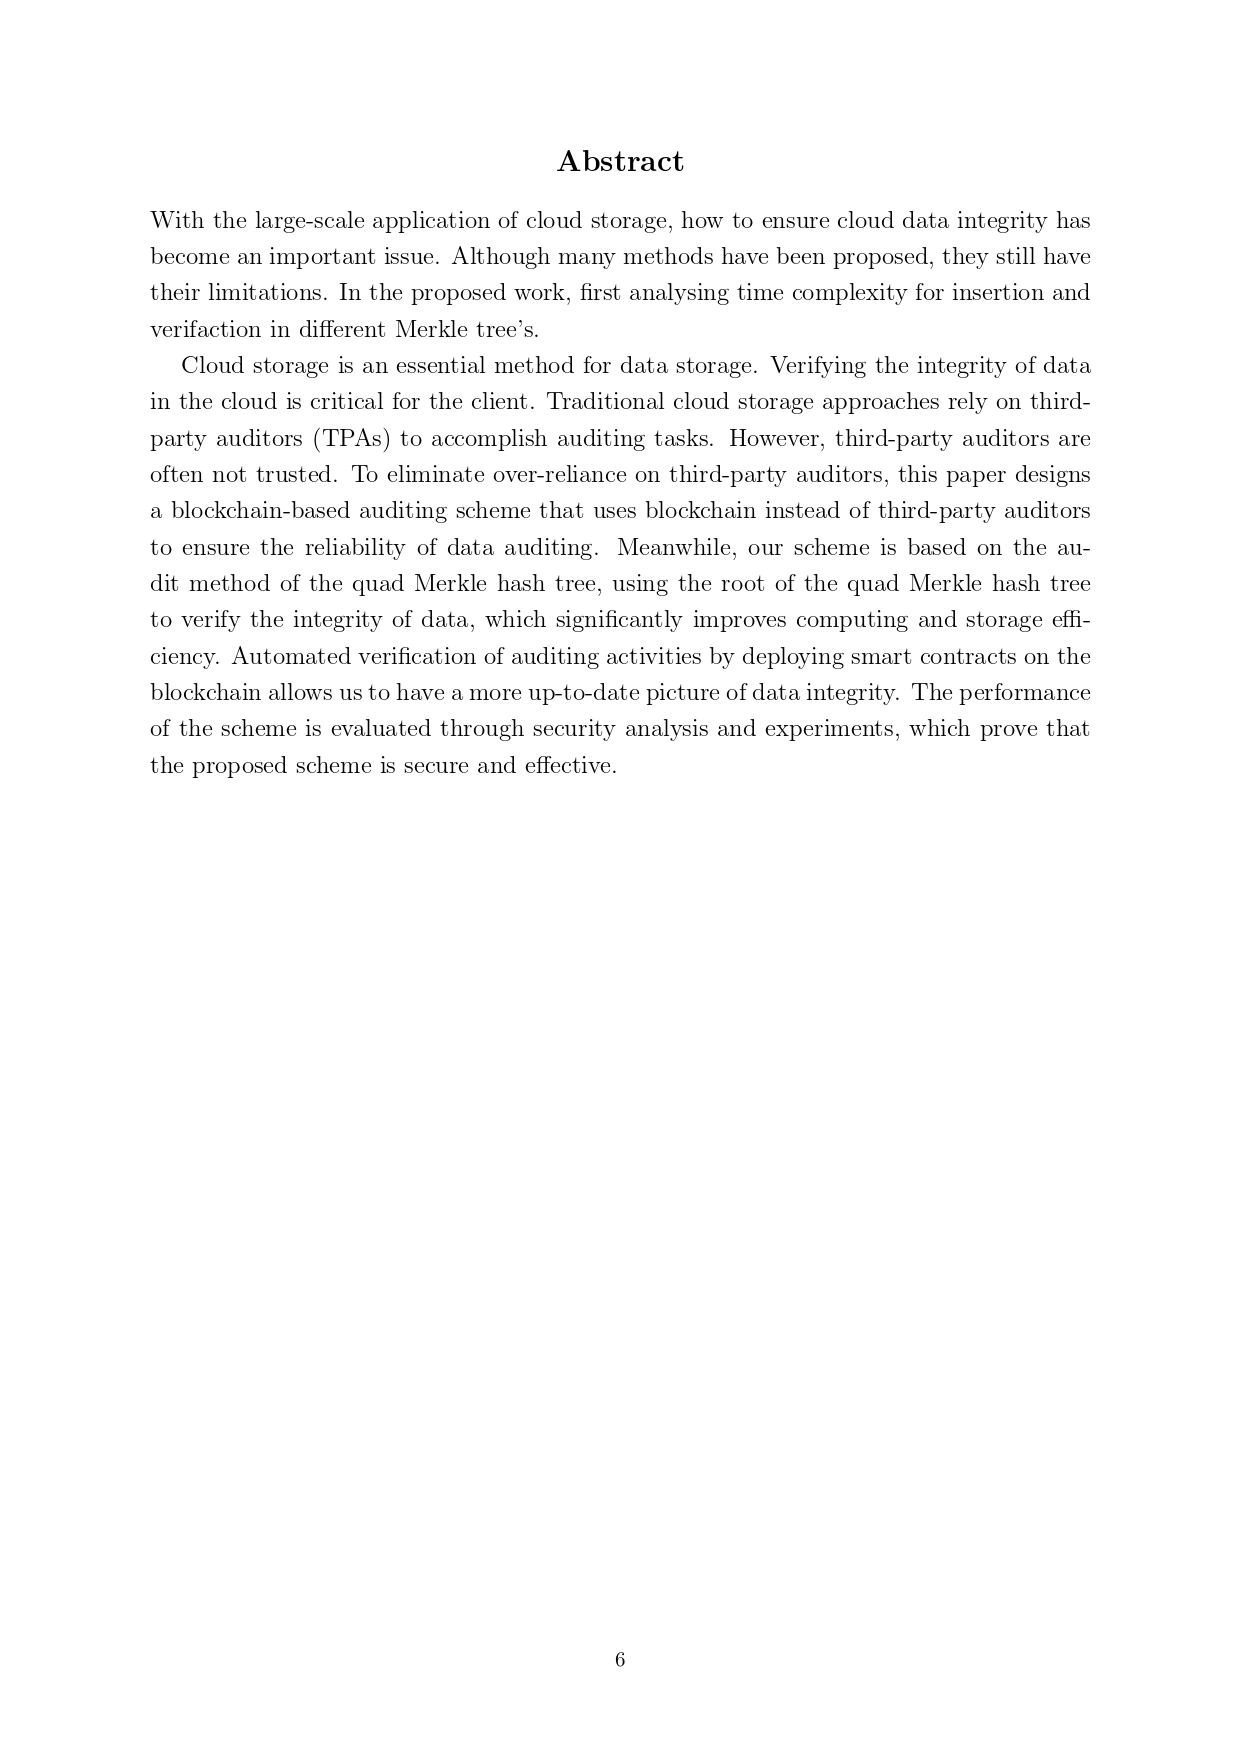 Abstract
With the large-scale application of cloud storage, how to ensure cloud data integrity has
become an important issue. Although many methods have been proposed, they still have
their limitations. In the proposed work, first analysing time complexity for insertion and
verifaction in different Merkle tree's.
Cloud storage is an essential method for data storage. Verifying the integrity of data
in the cloud is critical for the client. Traditional cloud storage approaches rely on third-
party auditors (TPAs) to accomplish auditing tasks. However, third-party auditors are
often not trusted. To eliminate over-reliance on third-party auditors, this paper designs
a blockchain-based auditing scheme that uses blockchain instead of third-party auditors
to ensure the reliability of data auditing. Meanwhile, our scheme is based on the au-
dit method of the quad Merkle hash tree, using the root of the quad Merkle hash tree
to verify the integrity of data, which significantly improves computing and storage effi-
ciency. Automated verification of auditing activities by deploying smart contracts on the
blockchain allows us to have a more up-to-date picture of data integrity. The performance
of the scheme is evaluated through security analysis and experiments, which prove that
the proposed scheme is secure and effective.
6